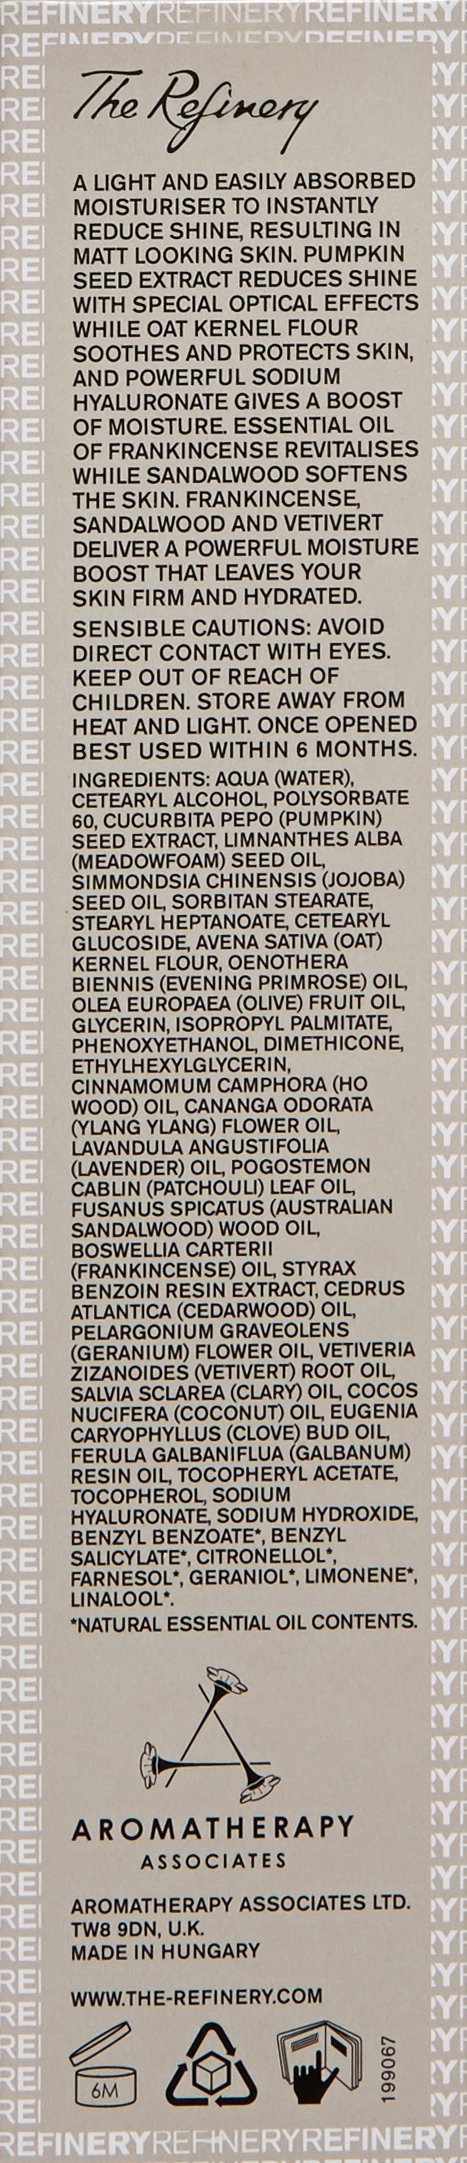 REFINERYREFINERYREFINERY
The Refinery
A LIGHT AND EASILY ABSORBED
MOISTURISER TO INSTANTLY
REDUCE SHINE, RESULTING IN
MATT LOOKING SKIN. PUMPKIN
SEED EXTRACT REDUCES SHINE
WITH SPECIAL OPTICAL EFFECTS
WHILE OAT KERNEL FLOUR
SOOTHES AND PROTECTS SKIN,
AND POWERFUL SODIUM
HYALURONATE GIVES A BOOST
OF MOISTURE. ESSENTIAL OIL
OF FRANKINCENSE REVITALISES
WHILE SANDALWOOD SOFTENS
THE SKIN. FRANKINCENSE,
SANDALWOOD AND VETIVERT
DELIVER A POWERFUL MOISTURE
BOOST THAT LEAVES YOUR
SKIN FIRM AND HYDRATED.
SENSIBLE CAUTIONS: AVOID
DIRECT CONTACT WITH EYES.
KEEP OUT OF REACH OF
CHILDREN. STORE AWAY FROM
HEAT AND LIGHT. ONCE OPENED
BEST USED WITHIN 6 MONTHS.
INGREDIENTS: AQUA (WATER),
CETEARYL ALCOHOL, POLYSORBATE
60, CUCURBITA PEPO (PUMPKIN)
SEED EXTRACT, LIMNANTHES ALBA
(MEADOWFOAM) SEED OIL,
SIMMONDSIA CHINENSIS (JOJOBA)
SEED OIL, SORBITAN STEARATE,
STEARYL HEPTANOATE, CETEARYL
GLUCOSIDE, AVENA SATIVA (OAT)
KERNEL FLOUR, OENOTHERA
BIENNIS (EVENING PRIMROSE) OIL,
OLEA EUROPAEA (OLIVE) FRUIT OIL,
GLYCERIN, ISOPROPYL PALMITATE,
PHENOXYETHANOL, DIMETHICONE,
ETHYLHEXYLGLYCERIN,
CINNAMOMUM CAMPHORA (HO
WOOD) OIL, CANANGA ODORATA
(YLANG YLANG) FLOWER OIL,
LAVANDULA ANGUSTIFOLIA
(LAVENDER) OIL, POGOSTEMON
CABLIN (PATCHOULI) LEAF OIL,
FUSANUS SPICATUS (AUSTRALIAN
SANDALWOOD) WOOD OIL,
BOSWELLIA CARTERII
(FRANKINCENSE) OIL, STYRAX
BENZOIN RESIN EXTRACT, CEDRUS
ATLANTICA (CEDARWOOD) OIL,
PELARGONIUM GRAVEOLENS
(GERANIUM) FLOWER OIL, VETIVERIA
ZIZANOIDES (VETIVERT) ROOT OIL,
SALVIA SCLAREA (CLARY) OIL, COCOS
NUCIFERA (COCONUT) OIL, EUGENIA
CARYOPHYLLUS (CLOVE) BUD OIL,
FERULA GALBANIFLUA (GALBANUM)
RESIN OIL, TOCOPHERYL ACETATE,
TOCOPHEROL, SODIUM
HYALURONATE, SODIUM HYDROXIDE,
BENZYL BENZOATE*, BENZYL
SALICYLATE*, CITRONELLOL*,
FARNESOL*, GERANIOL*, LIMONENE*,
LINALOOL*.
*NATURAL ESSENTIAL OIL CONTENTS.
AROMATHERAPY
ASSOCIATES
AROMATHERAPY ASSOCIATES LTD.
TW8 9DN, U.K.
MADE IN HUNGARY
WWW.THE-REFINERY.COM
6M
199067
REFINERYREFINERYREFINERY